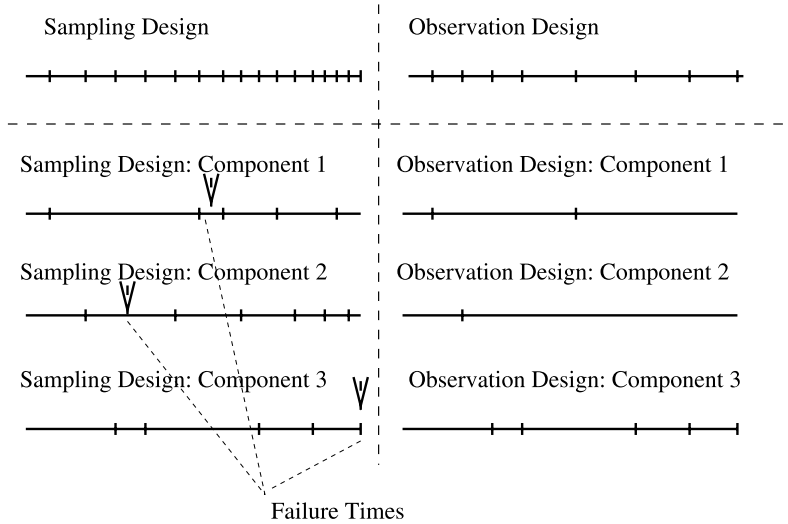 Sampling Design
Observation Design
Sampling Design: Component 1
Observation Design: Component 1
Sampling Design: Component 2
Observation Design: Component 2
Sampling Design: Component 3
Observation Design: Component 3
Failure Times